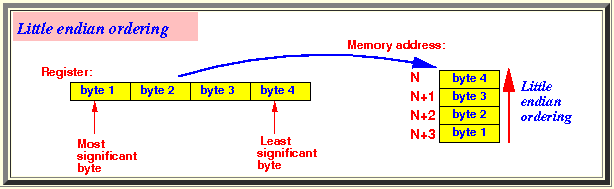 Little endian ordering
Memory address:
Register:
byte 1 byte 2 byte 3 byte 4
Most
significant
byte
Least
significant
byte
N byte 4
N+1 byte 3
N+2 byte 2
N+3 byte 1
Little
endian
ordering